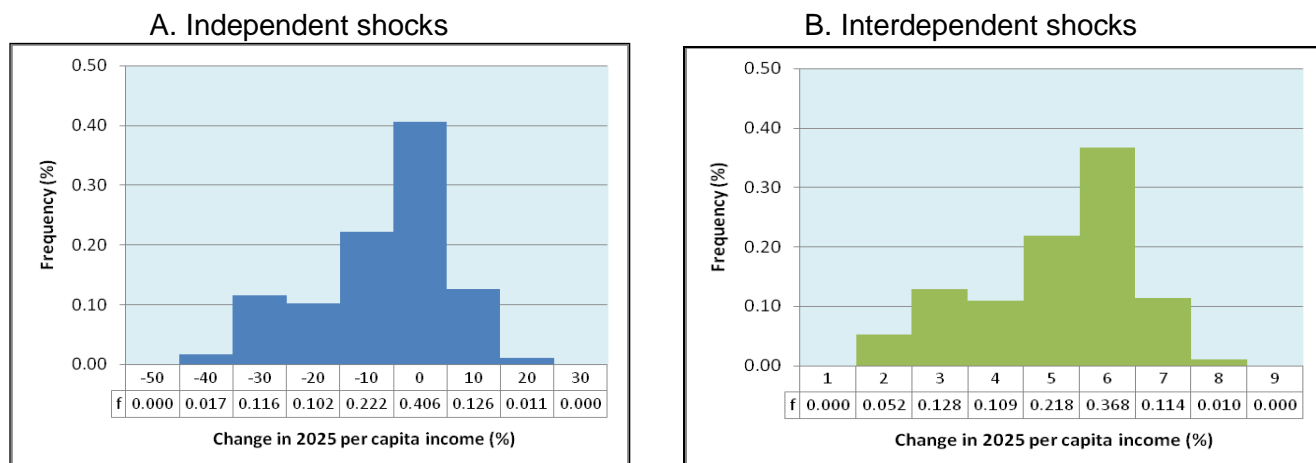 A. Independent shocks
0.50
0.40
0.30
0.20
0.10
0.00
Frequency (%)
-50 -40 -30 -20 -10 0 10 20 30
f 0.000 0.017 0.116 0.102 0.222 0.406 0.126 0.011 0.000
Change in 2025 per capita income (%)
B. Interdependent shocks
0.50
0.40
0.30
0.20
0.10
0.00
Frequency (%)
1 2 3 4 5 6 7 8 9
f 0.000 0.052 0.128 0.109 0.218 0.368 0.114 0.010 0.000
Change in 2025 per capita income (%)